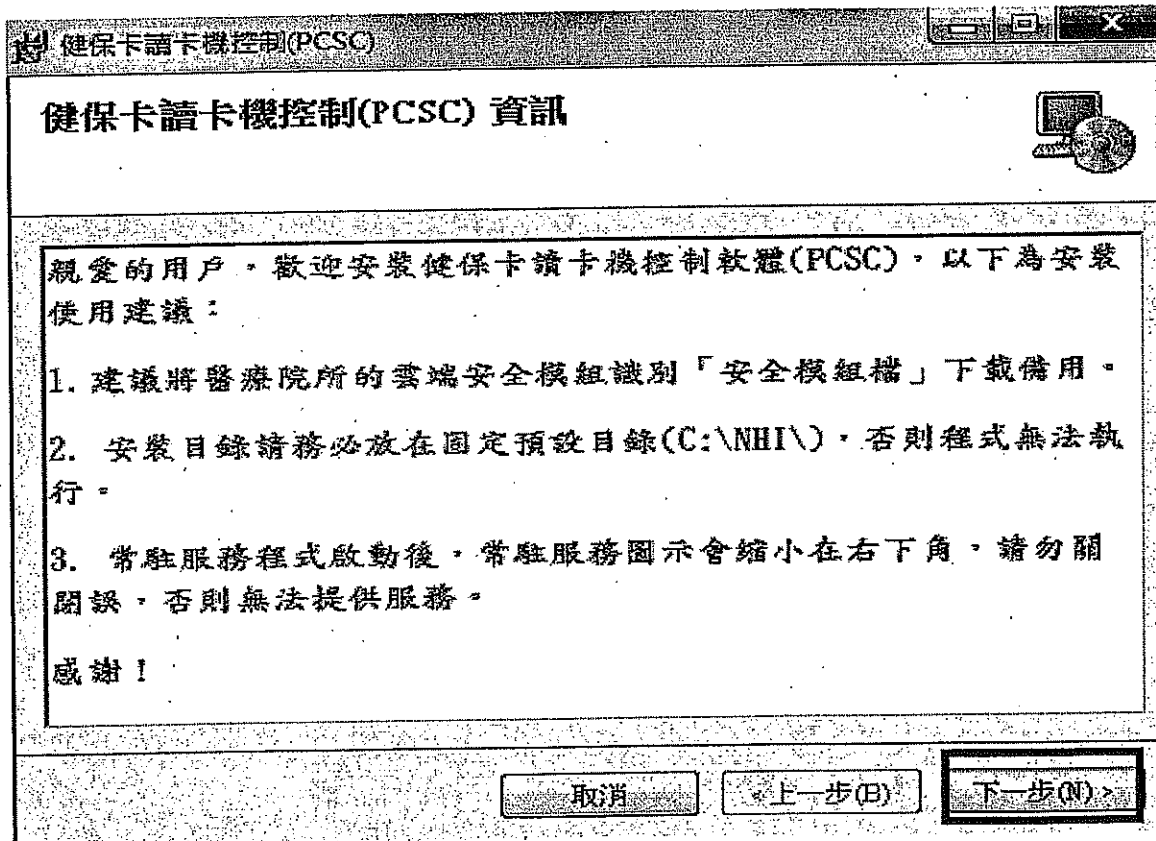 健保卡讀卡機控制(PCSC)
健保卡讀卡機控制(PCSC) 資訊
親愛的用戶，歡迎安裝健保卡讀卡機控制軟體(PCSC)，以下為安裝
使用建議：
1. 建議將醫療院所的雲端安全模組識別「安全模組檔」下載備用。
2. 安裝目錄請務必放在固定預設目錄(C:\NHI\)，否則程式無法執
行。
3. 常駐服務程式啟動後，常駐服務圖示會縮小在右下角，請勿關
閉誤，否則無法提供服務。
感謝！
取消
< 上一步(B)
下一步(N) >